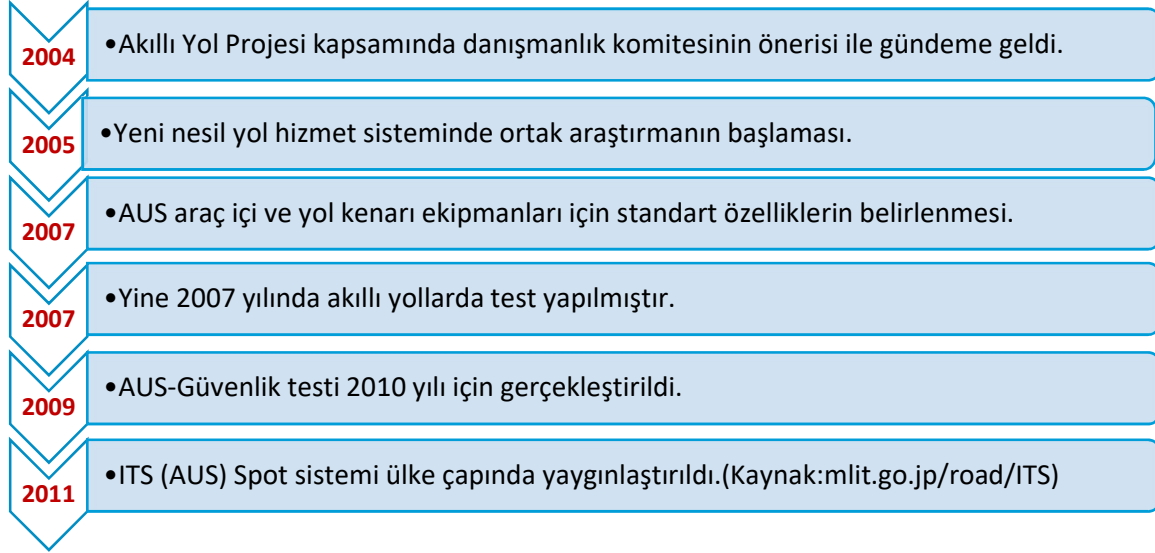 2004
•Akıllı Yol Projesi kapsamında danışmanlık komitesinin önerisi ile gündeme geldi.
2005
•Yeni nesil yol hizmet sisteminde ortak araştırmanın başlaması.
2007
•AUS araç içi ve yol kenarı ekipmanları için standart özelliklerin belirlenmesi.
2007
•Yine 2007 yılında akıllı yollarda test yapılmıştır.
2009
•AUS-Güvenlik testi 2010 yılı için gerçekleştirildi.
2011
•ITS (AUS) Spot sistemi ülke çapında yaygınlaştırıldı.(Kaynak:mlit.go.jp/road/ITS)